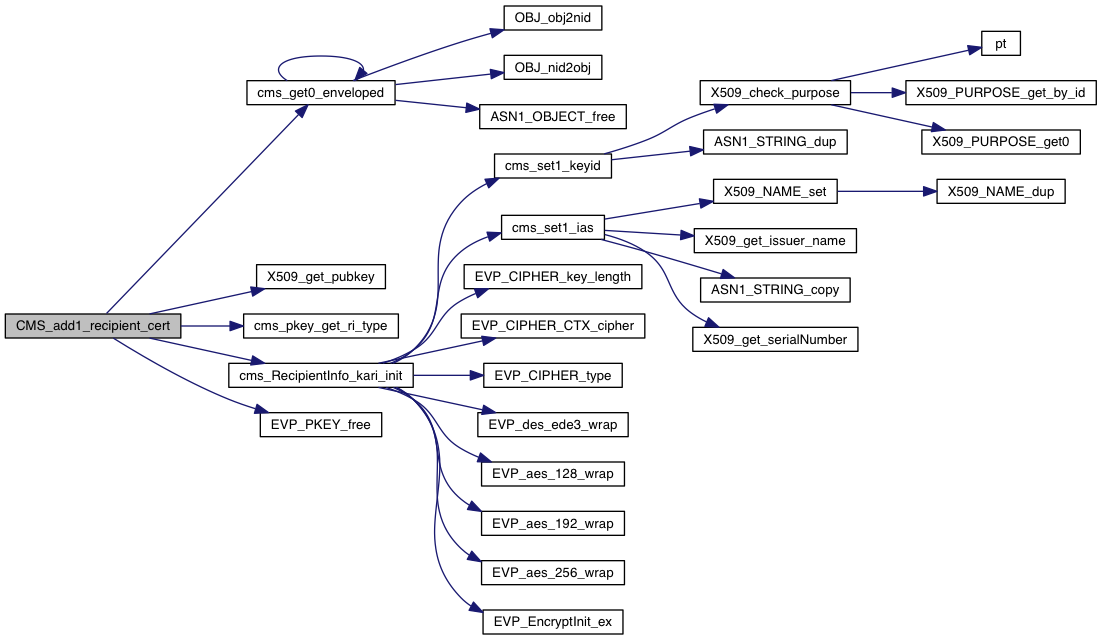 OBJ_obj2nid
pt
OBJ_nid2obj
cms_get0_enveloped
X509_check_purpose
X509_PURPOSE_get_by_id
ASN1_OBJECT_free
ASN1_STRING_dup
X509_PURPOSE_get0
cms_set1_keyid
X509_NAME_set
X509_NAME_dup
cms_set1_ias
X509_get_issuer_name
X509_get_pubkey
EVP_CIPHER_key_length
ASN1_STRING_copy
CMS_add1_recipient_cert
cms_pkey_get_ri_type
EVP_CIPHER_CTX_cipher
X509_get_serialNumber
cms_RecipientInfo_kari_init
EVP_CIPHER_type
EVP_PKEY_free
EVP_des_ede3_wrap
EVP_aes_128_wrap
EVP_aes_192_wrap
EVP_aes_256_wrap
EVP_EncryptInit_ex